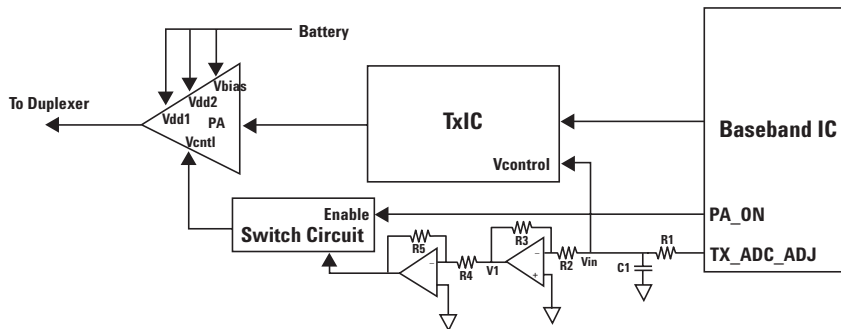 Battery
Vbias
To Duplexer
Vdd2
Vdd1
PA
Vcntl
TxIC
Vcontrol
Baseband IC
Enable
Switch Circuit
PA_ON
R5
R3
R1
TX_ADC_ADJ
R4
V1
R2
Vin
C1
−
−
+